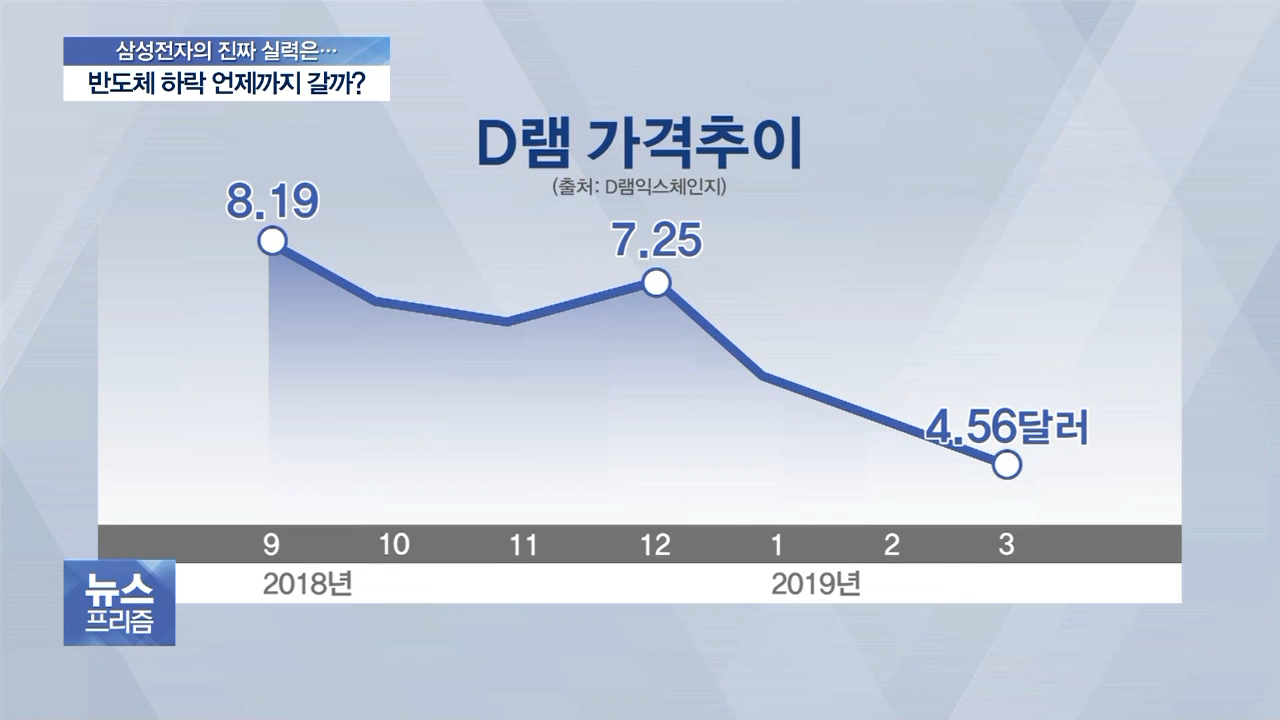 삼성전자의 진짜 실력은…
반도체 하락 언제까지 갈까?
D램 가격추이
(출처: D램익스체인지)
8.19
7.25
4.56달러
9 10 11 12 1 2 3
2018년 2019년
뉴스
프리즘